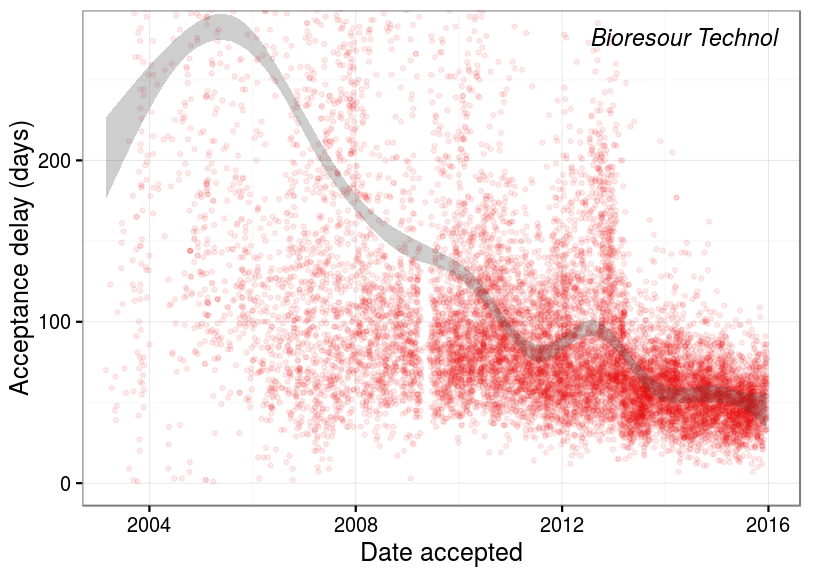 Bioresour Technol
Acceptance delay (days)
200
100
0
2004 2008 2012 2016
Date accepted